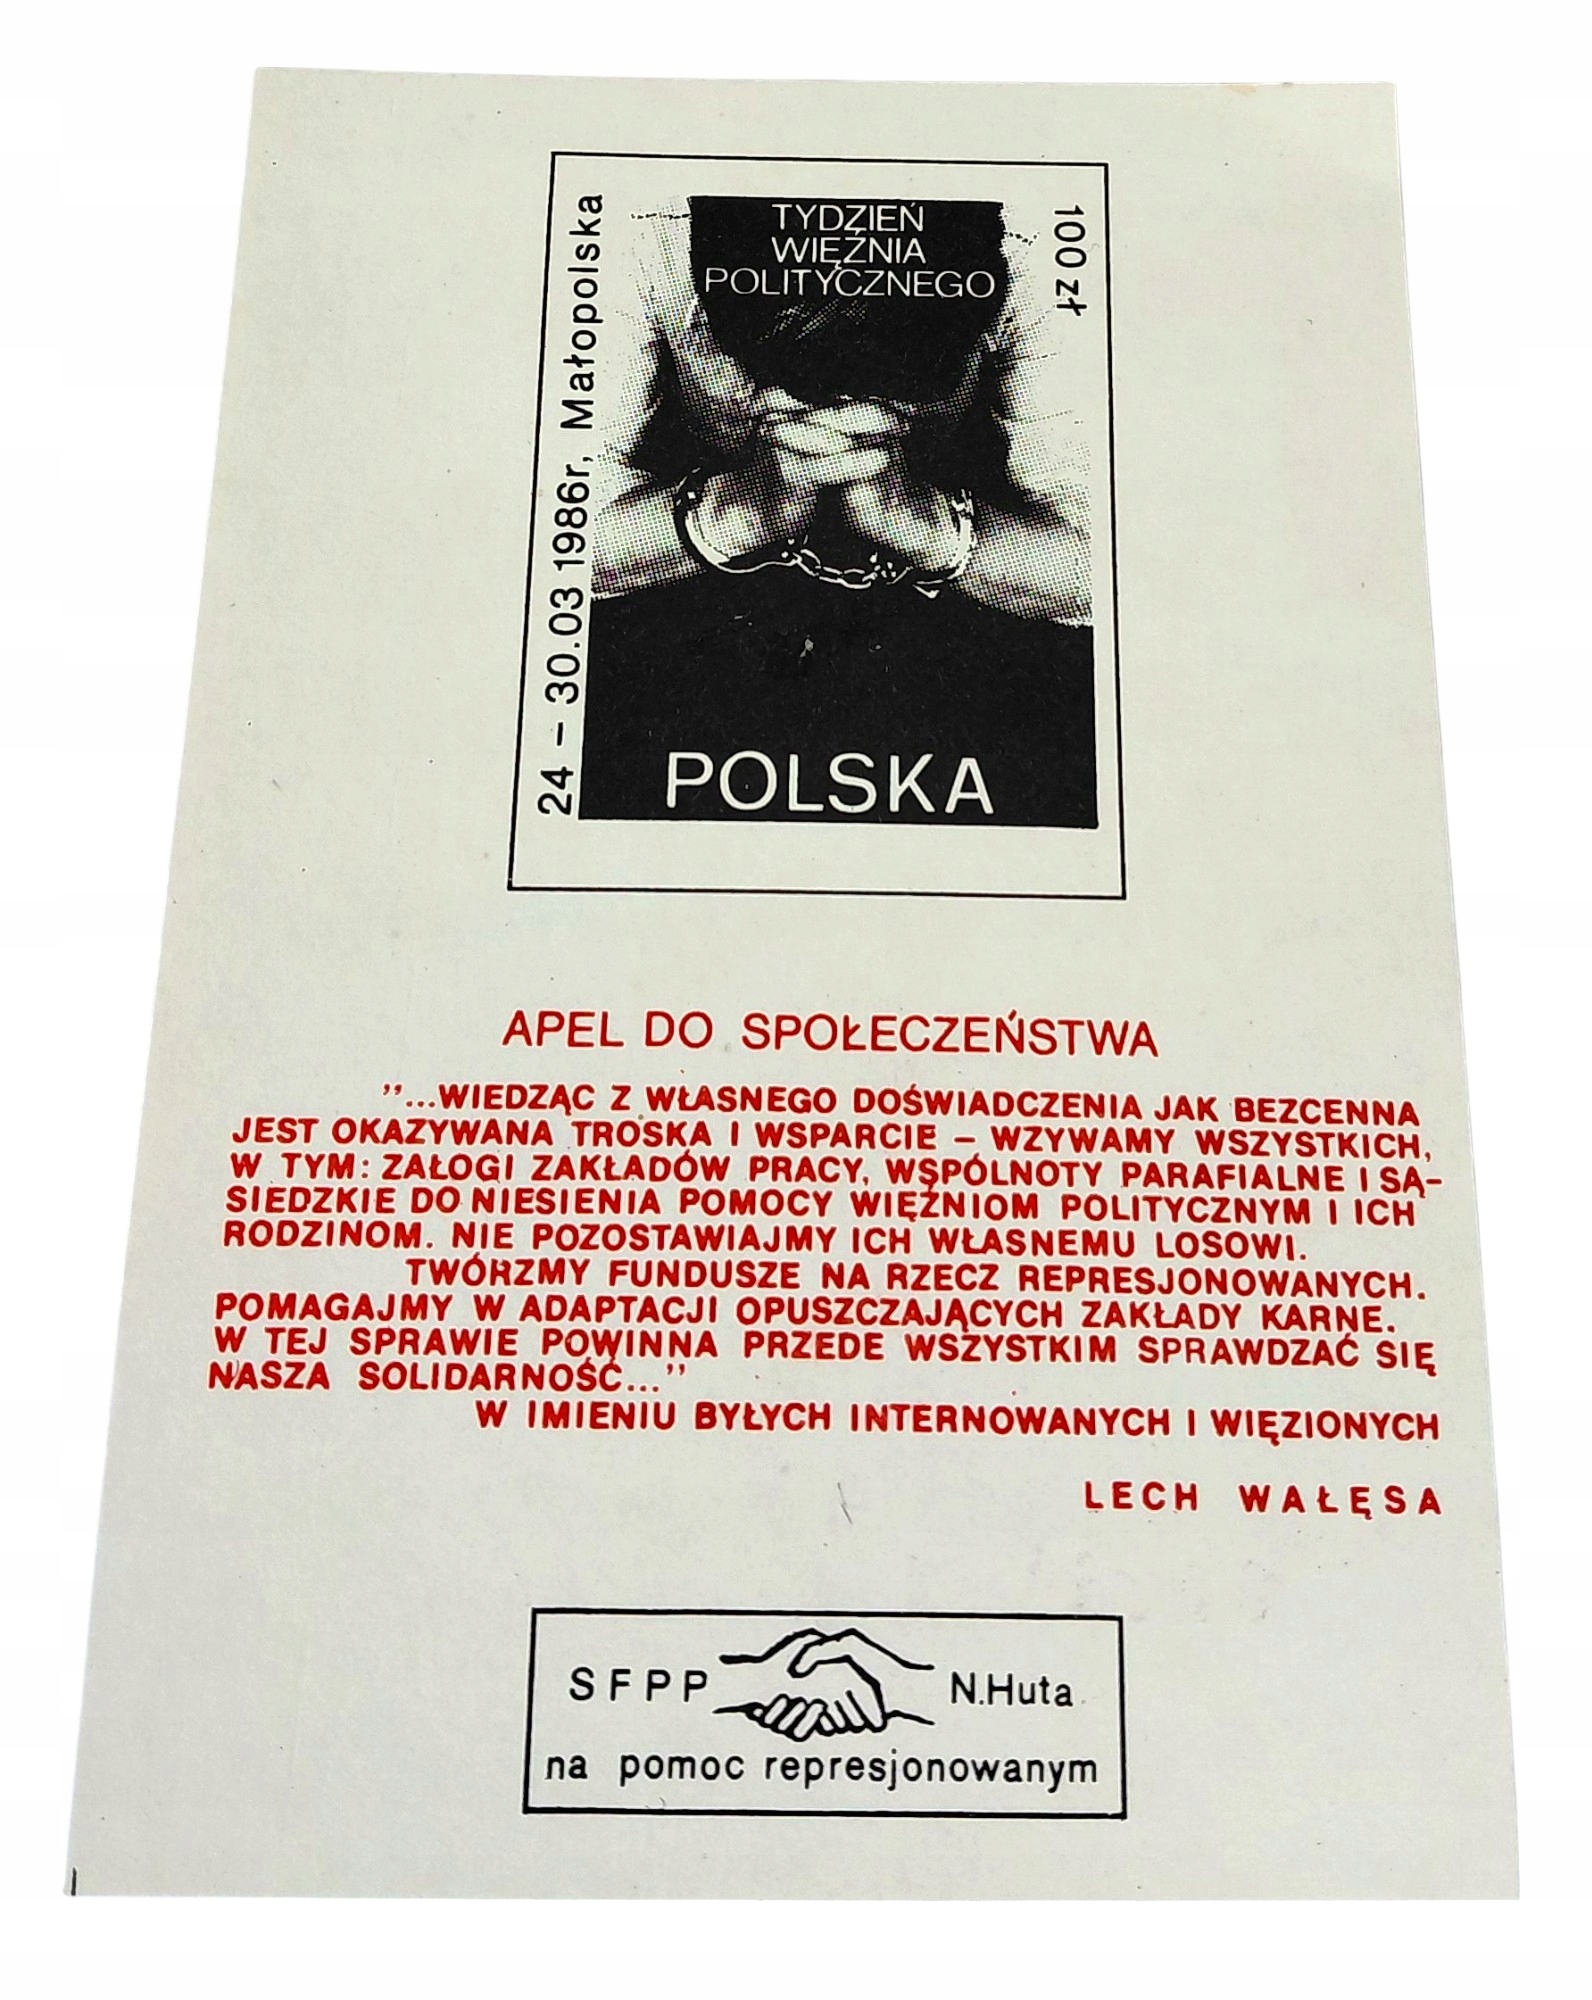 TYDZIEŃ
WIĘŹNIA
POLITYCZNEGO
100 zł
24 – 30.03 1986r, Małopolska
POLSKA
APEL DO SPOŁECZEŃSTWA
"...WIEDZĄC Z WŁASNEGO DOŚWIADCZENIA JAK BEZCENNA
JEST OKAZYWANA TROSKA I WSPARCIE – WZYWAMY WSZYSTKICH,
W TYM: ZAŁOGI ZAKŁADÓW PRACY, WSPÓLNOTY PARAFIALNE I SĄ-
SIEDZKIE DO NIESIENIA POMOCY WIĘŹNIOM POLITYCZNYM I ICH
RODZINOM. NIE POZOSTAWIAJMY ICH WŁASNEMU LOSOWI.
TWÓRZMY FUNDUSZE NA RZECZ REPRESJONOWANYCH.
POMAGAJMY W ADAPTACJI OPUSZCZAJĄCYCH ZAKŁADY KARNE.
W TEJ SPRAWIE POWINNA PRZEDE WSZYSTKIM SPRAWDZAĆ SIĘ
NASZA SOLIDARNOŚĆ..."
W IMIENIU BYŁYCH INTERNOWANYCH I WIĘZIONYCH
LECH WAŁĘSA
SFPP N.Huta
na pomoc represjonowanym